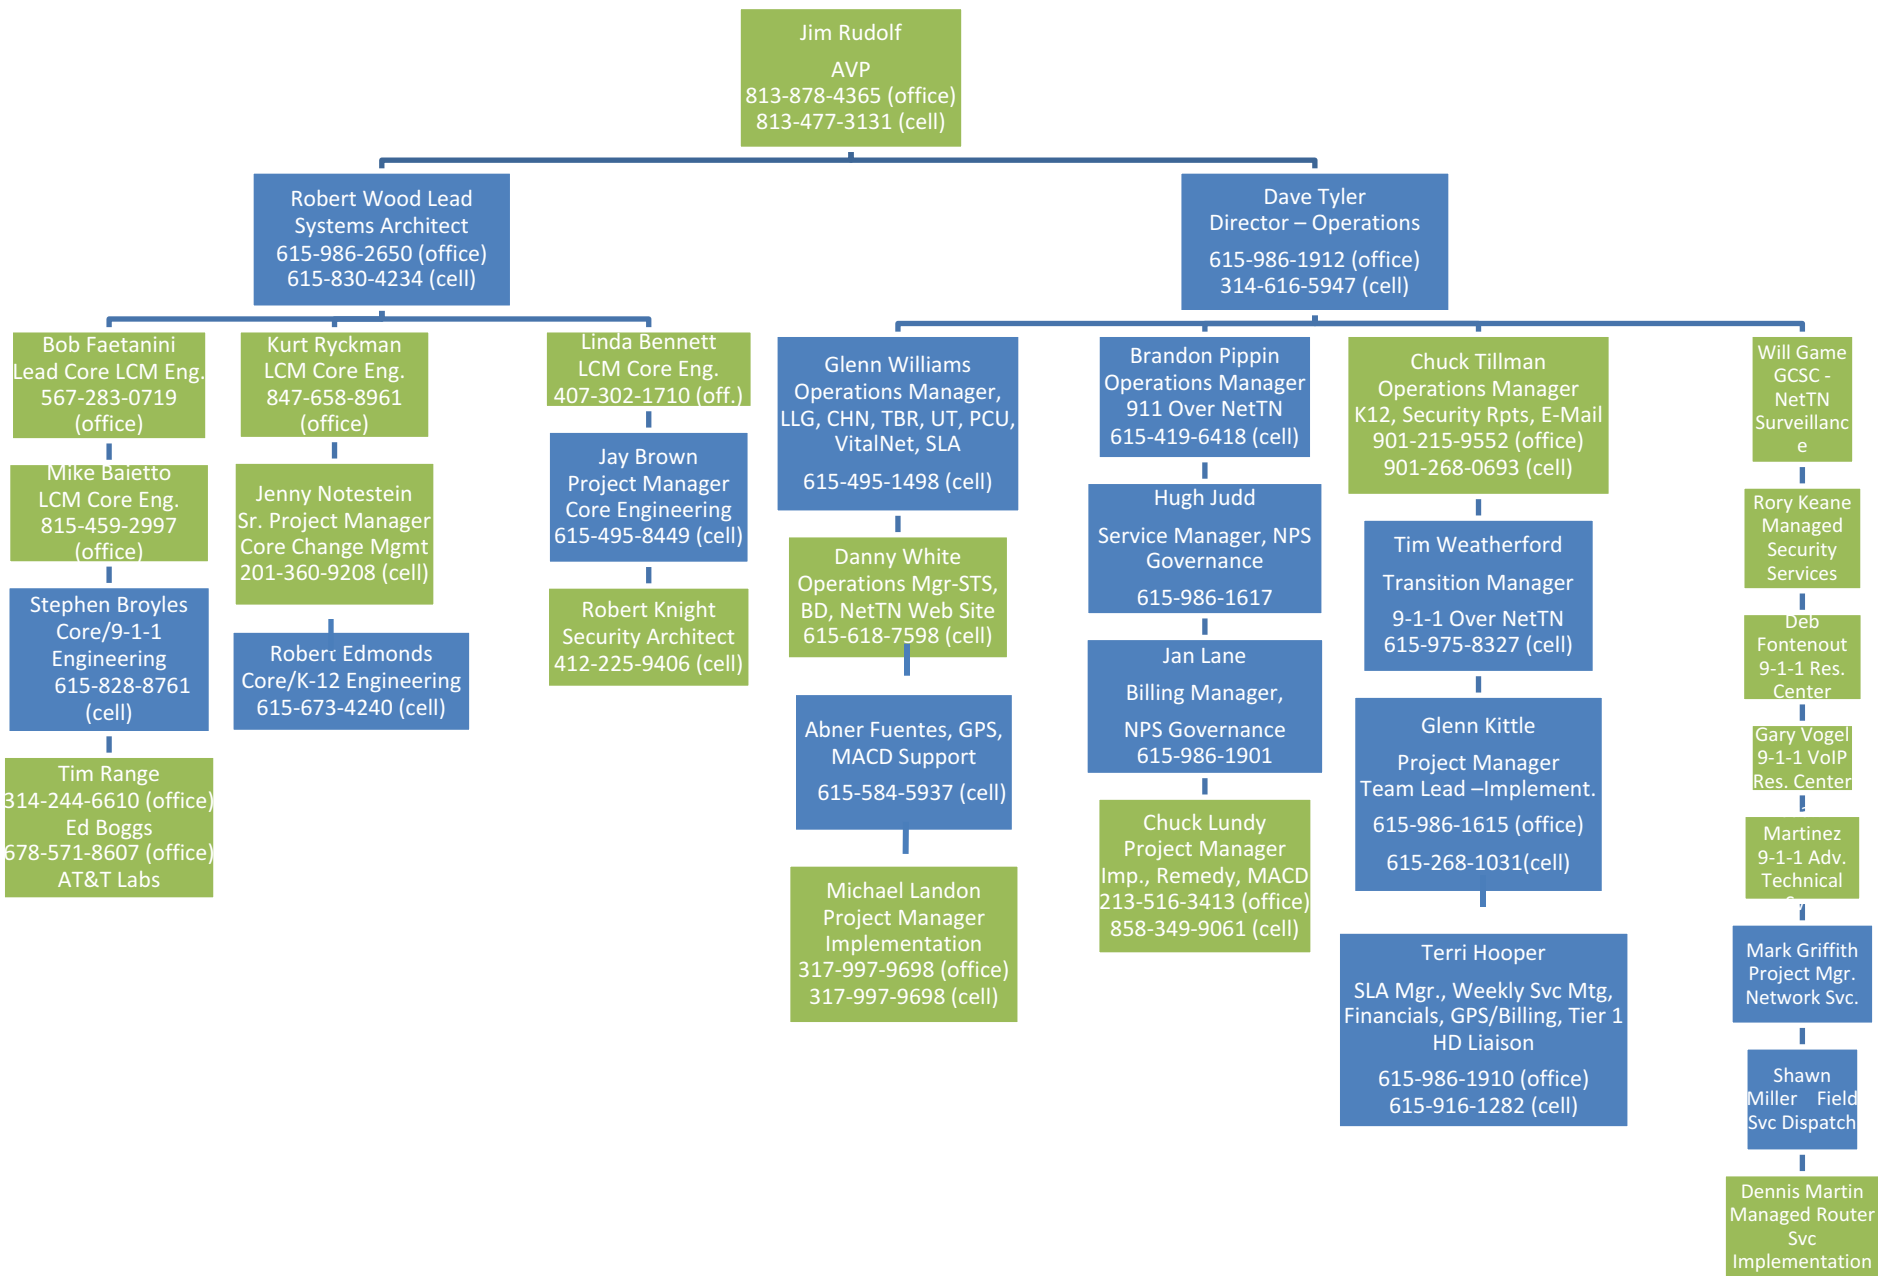 Jim Rudolf
AVP
813-878-4365 (office)
813-477-3131 (cell)
Robert Wood Lead
Systems Architect
615-986-2650 (office)
615-830-4234 (cell)
Dave Tyler
Director – Operations
615-986-1912 (office)
314-616-5947 (cell)
Bob Faetanini
Lead Core LCM Eng.
567-283-0719
(office)
Mike Baietto
LCM Core Eng.
815-459-2997
(office)
Stephen Broyles
Core/9-1-1
Engineering
615-828-8761
(cell)
Tim Range
314-244-6610 (office)
Ed Boggs
678-571-8607 (office)
AT&T Labs
Kurt Ryckman
LCM Core Eng.
847-658-8961
(office)
Jenny Notestein
Sr. Project Manager
Core Change Mgmt
201-360-9208 (cell)
Robert Edmonds
Core/K-12 Engineering
615-673-4240 (cell)
Linda Bennett
LCM Core Eng.
407-302-1710 (off.)
Jay Brown
Project Manager
Core Engineering
615-495-8449 (cell)
Robert Knight
Security Architect
412-225-9406 (cell)
Glenn Williams
Operations Manager,
LLG, CHN, TBR, UT, PCU,
VitalNet, SLA
615-495-1498 (cell)
Danny White
Operations Mgr-STS,
BD, NetTN Web Site
615-618-7598 (cell)
Abner Fuentes, GPS,
MACD Support
615-584-5937 (cell)
Michael Landon
Project Manager
Implementation
317-997-9698 (office)
317-997-9698 (cell)
Brandon Pippin
Operations Manager
911 Over NetTN
615-419-6418 (cell)
Hugh Judd
Service Manager, NPS
Governance
615-986-1617
Jan Lane
Billing Manager,
NPS Governance
615-986-1901
Chuck Lundy
Project Manager
Imp., Remedy, MACD
213-516-3413 (office)
858-349-9061 (cell)
Chuck Tillman
Operations Manager
K12, Security Rpts, E-Mail
901-215-9552 (office)
901-268-0693 (cell)
Tim Weatherford
Transition Manager
9-1-1 Over NetTN
615-975-8327 (cell)
Glenn Kittle
Project Manager
Team Lead –Implement.
615-986-1615 (office)
615-268-1031(cell)
Terri Hooper
SLA Mgr., Weekly Svc Mtg,
Financials, GPS/Billing, Tier 1
HD Liaison
615-986-1910 (office)
615-916-1282 (cell)
Will Game
GCSC -
NetTN
Surveillanc
e
Rory Keane
Managed
Security
Services
Deb
Fontenout
9-1-1 Res.
Center
Gary Vogel
9-1-1 VoIP
Res. Center
Martinez
9-1-1 Adv.
Technical
Mark Griffith
Project Mgr.
Network Svc.
Shawn
Miller Field
Svc Dispatch
Dennis Martin
Managed Router
Svc
Implementation